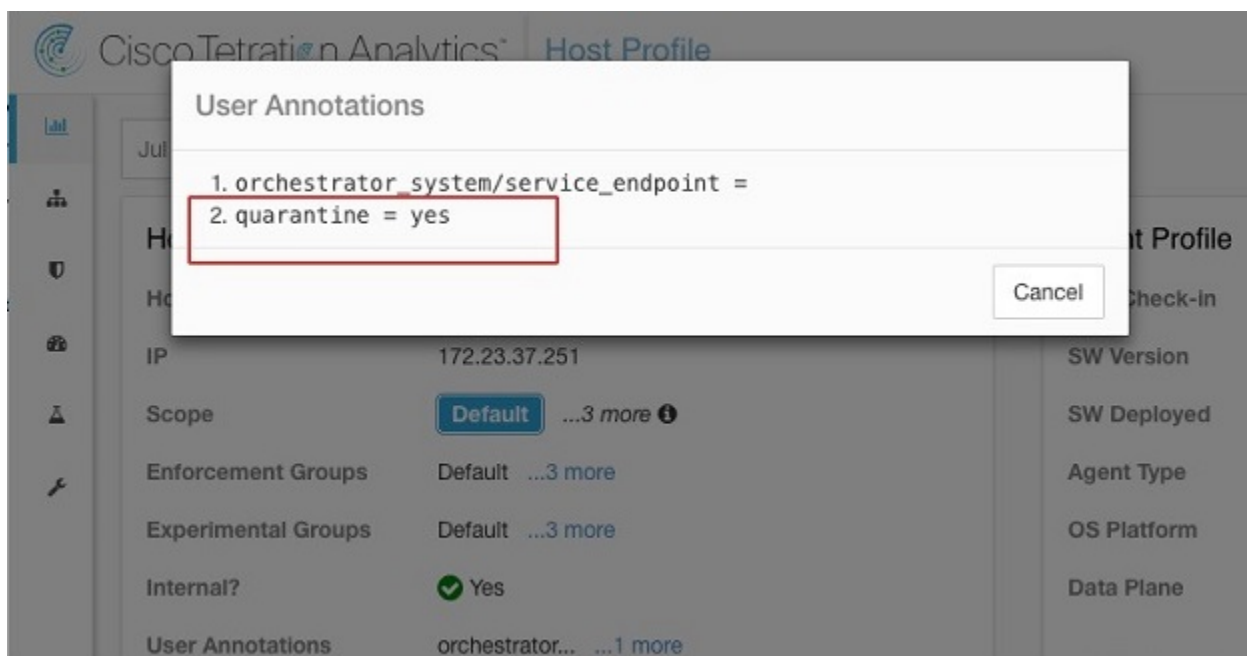 Cisco Tetration Analytics™ Host Profile
User Annotations
1. orchestrator_system/service_endpoint =
2. quarantine = yes
Cancel
Jul
t Profile
Check-in
IP 172.23.37.251 SW Version
Scope Default ...3 more SW Deployed
Enforcement Groups Default ...3 more Agent Type
Experimental Groups Default ...3 more OS Platform
Internal? Yes Data Plane
User Annotations orchestrator... ...1 more